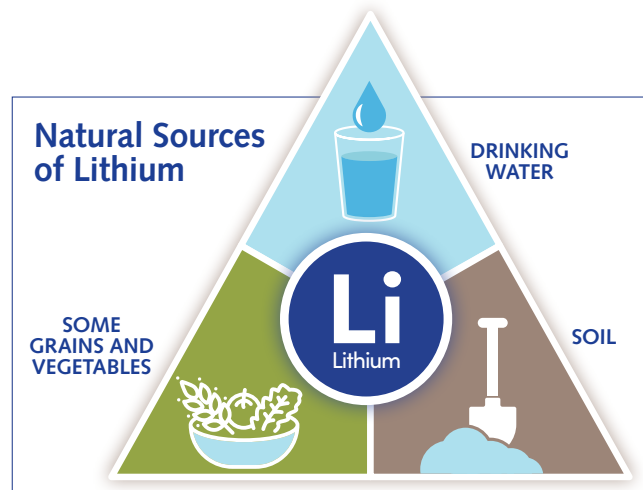 Natural Sources
of Lithium
DRINKING
WATER
Li
Lithium
SOME
GRAINS AND
VEGETABLES
SOIL